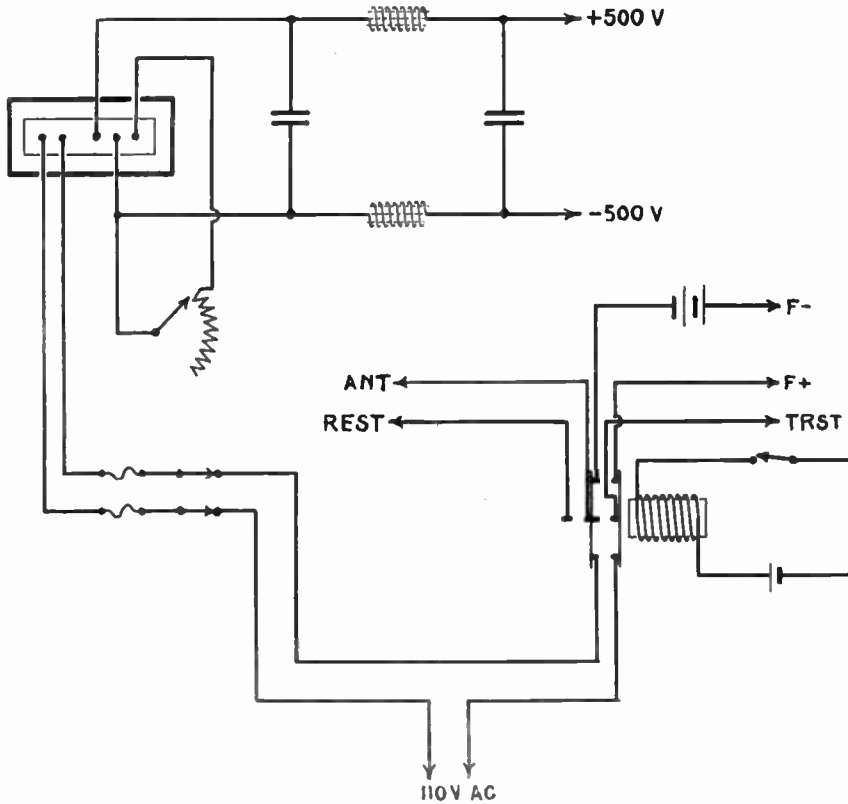 +500 V
-500 V
F-
ANT
F+
REST
TRST
110V AC